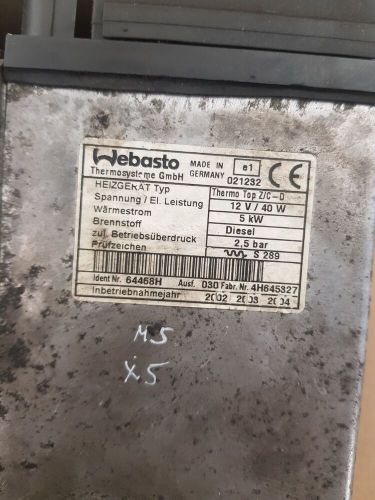 Webasto
Thermosysteme GmbH
MADE IN
GERMANY
e1
021232
CE
HEIZGERÄT Typ Thermo Top Z/C-D
Spannung / El. Leistung 12 V / 40 W
Wärmestrom 5 kW
Brennstoff Diesel
zul. Betriebsüberdruck 2,5 bar
Prüfzeichen S 289
Ident Nr. 64468H Ausf. 030 Fabr. Nr. 4H645327
Inbetriebnahmejahr 2002 2003 2004
M5
X5